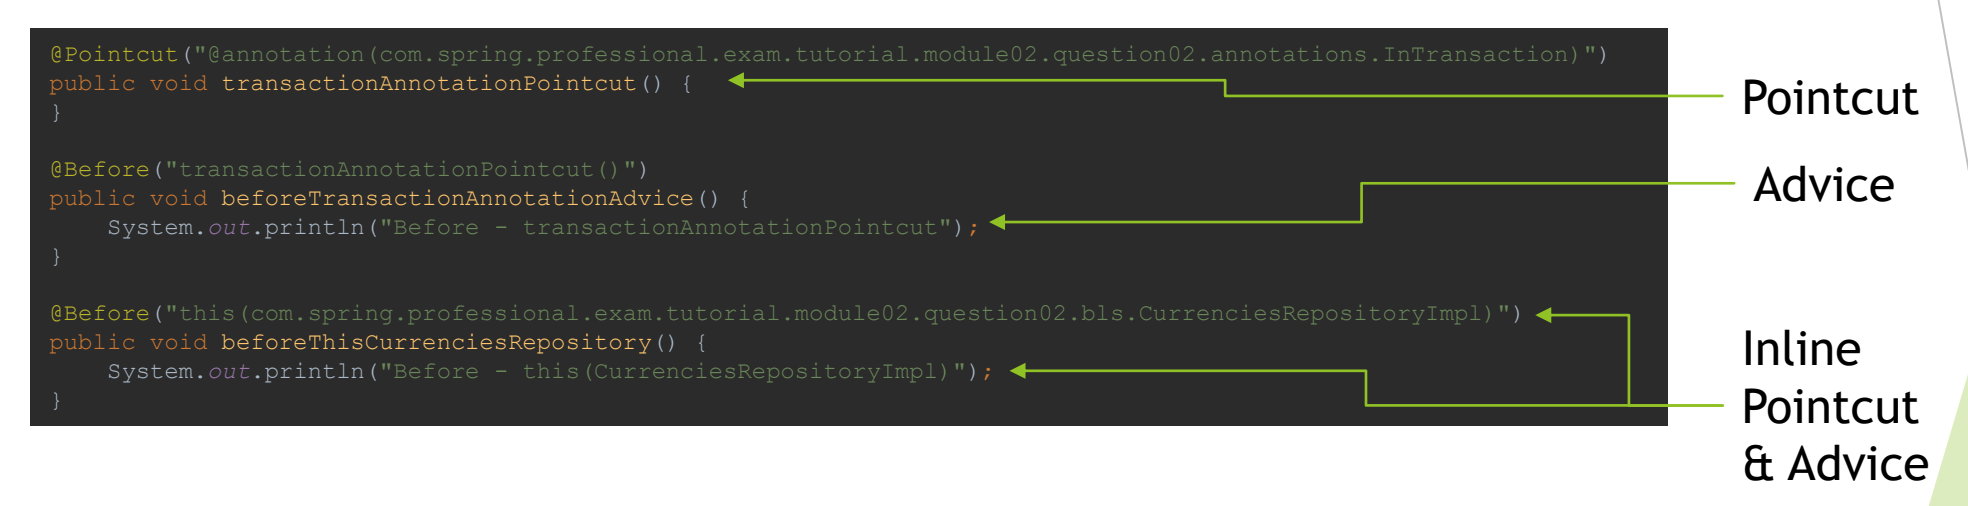 @Pointcut("@annotation(com.spring.professional.exam.tutorial.module02.question02.annotations.InTransaction)")
public void transactionAnnotationPointcut() {
}
@Before("transactionAnnotationPointcut()")
public void beforeTransactionAnnotationAdvice() {
    System.out.println("Before - transactionAnnotationPointcut");
}
@Before("this(com.spring.professional.exam.tutorial.module02.question02.bls.CurrenciesRepositoryImpl)")
public void beforeThisCurrenciesRepository() {
    System.out.println("Before - this(CurrenciesRepositoryImpl)");
}
Pointcut
Advice
Inline
Pointcut
& Advice